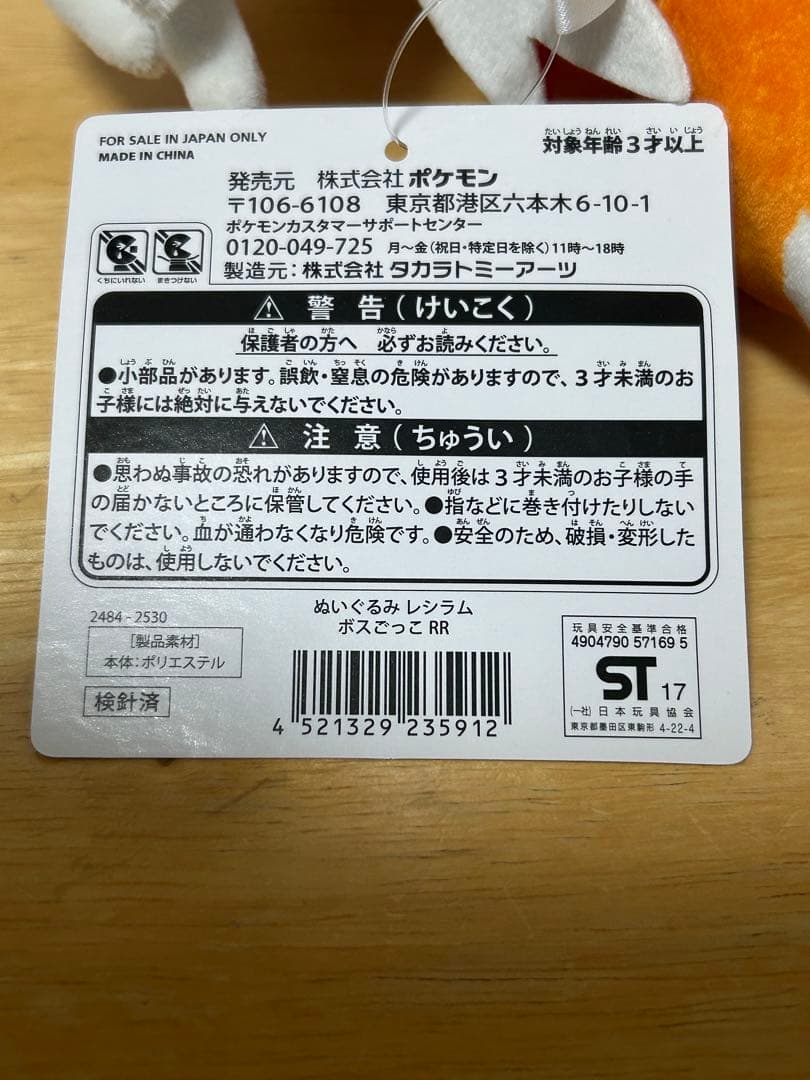 FOR SALE IN JAPAN ONLY
MADE IN CHINA
対象年齢3才以上
発売元 株式会社ポケモン
〒106-6108 東京都港区六本木6-10-1
ポケモンカスタマーサポートセンター
0120-049-725 月〜金(祝日・特定日を除く)11時〜18時
製造元:株式会社 タカラトミーアーツ
くちにいれない まきつけない
⚠ 警告(けいこく)
保護者の方へ 必ずお読みください。
●小部品があります。誤飲・窒息の危険がありますので、3才未満のお
子様には絶対に与えないでください。
⚠ 注意(ちゅうい)
●思わぬ事故の恐れがありますので、使用後は3才未満のお子様の手
の届かないところに保管してください。●指などに巻き付けたりしない
でください。血が通わなくなり危険です。●安全のため、破損・変形した
ものは、使用しないでください。
2484-2530
[製品素材]
本体:ポリエステル
検針済
ぬいぐるみ レシラム
ボスごっこ RR
4 521329 235912
玩具安全基準合格
4904790 57169 5
ST 17
(一社)日本玩具協会
東京都墨田区東駒形 4-22-4